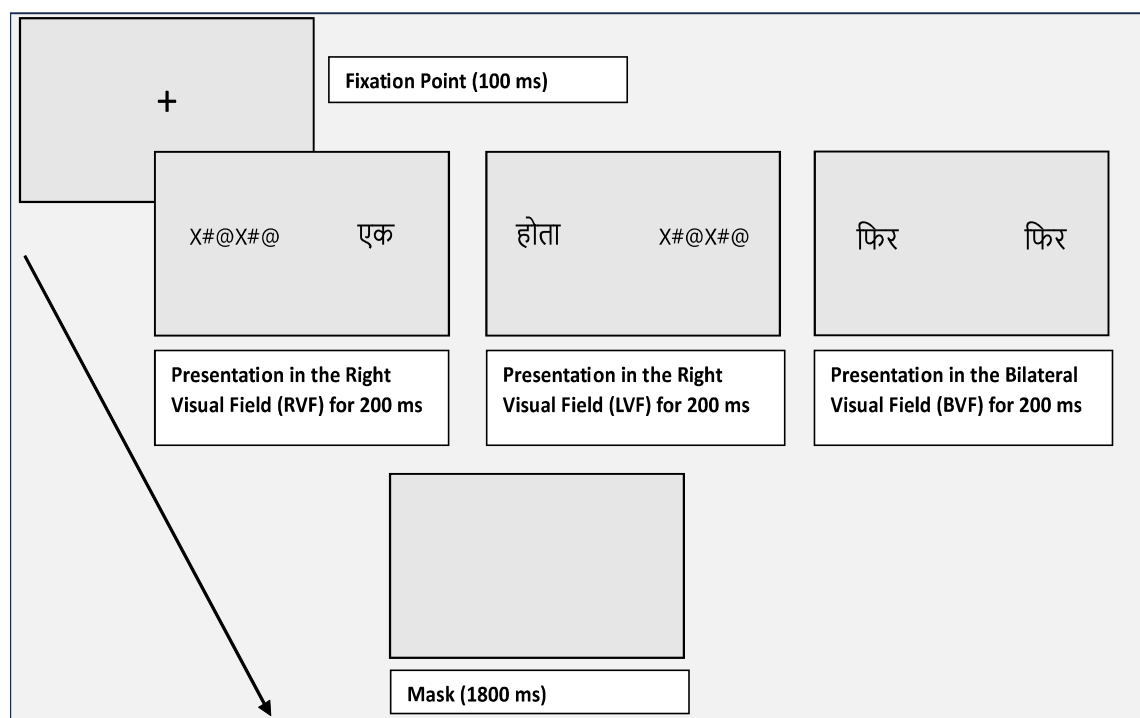 +
Fixation Point (100 ms)
X#@X#@ एक
होता X#@X#@
फिर फिर
Presentation in the Right
Visual Field (RVF) for 200 ms
Presentation in the Right
Visual Field (LVF) for 200 ms
Presentation in the Bilateral
Visual Field (BVF) for 200 ms
Mask (1800 ms)